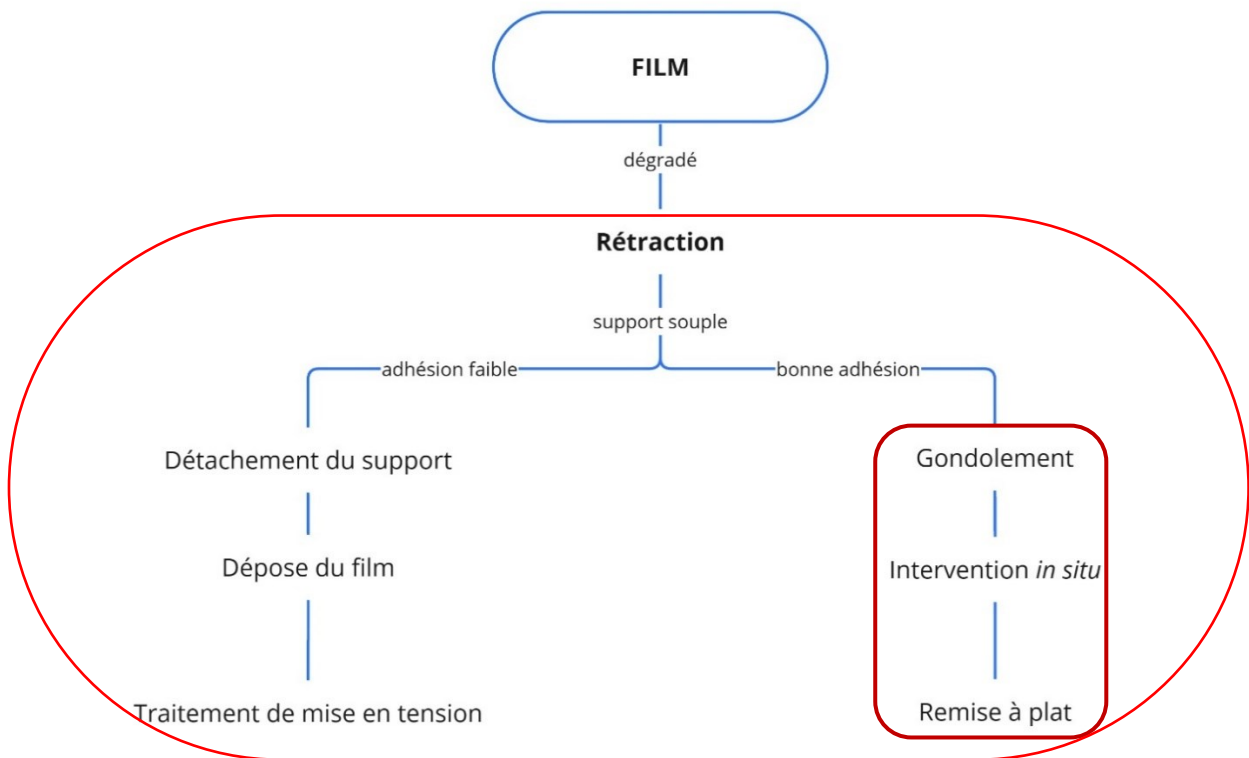 FILM
dégradé
Rétraction
support souple
adhésion faible
bonne adhésion
Détachement du support
Gondolement
Dépose du film
Intervention in situ
Traitement de mise en tension
Remise à plat